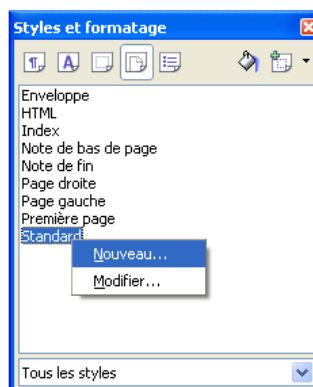 Styles et formatage
Enveloppe
HTML
Index
Note de bas de page
Note de fin
Page droite
Page gauche
Première page
Standard
Nouveau...
Modifier...
Tous les styles